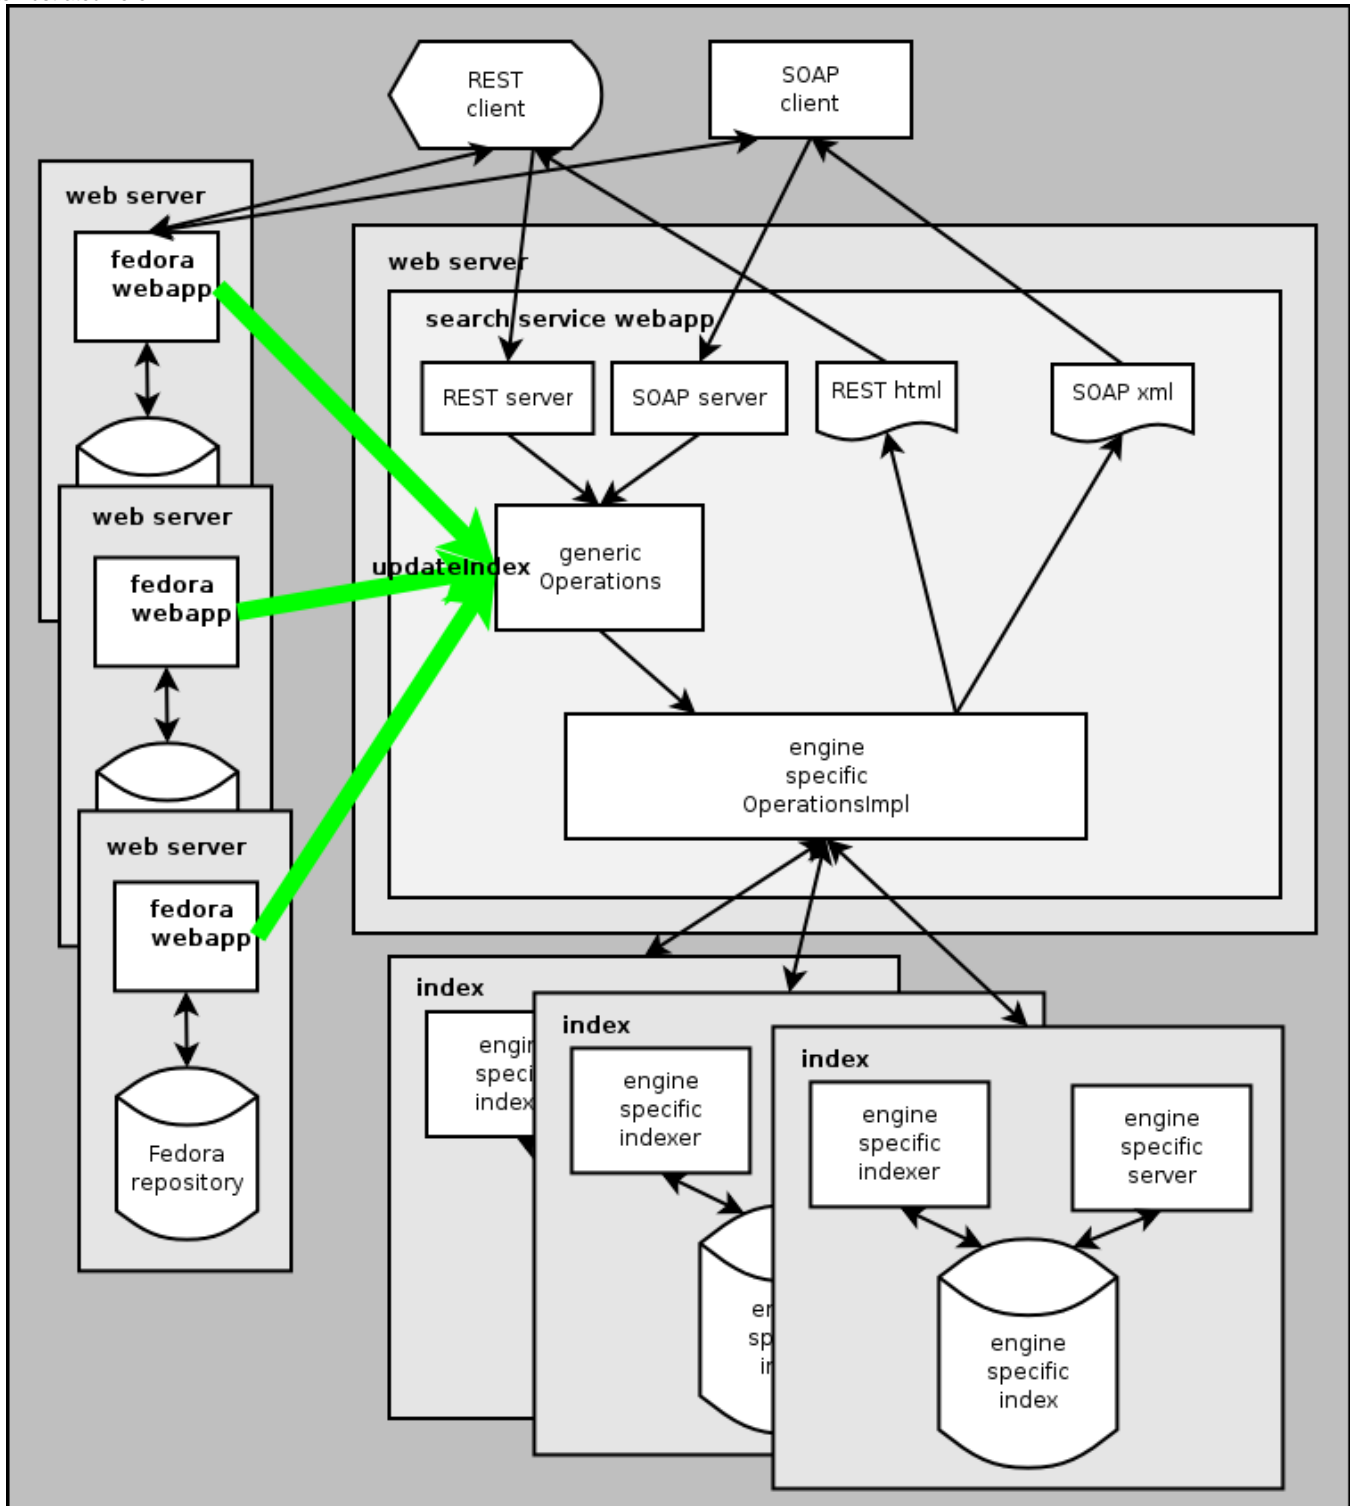 REST
client
SOAP
client
web server
fedora
webapp
web server
search service webapp
REST server
SOAP server
REST html
SOAP xml
web server
fedora
webapp
updateIndex
generic
Operations
engine
specific
OperationsImpl
web server
fedora
webapp
Fedora
repository
index
index
engine
specific
indexer
index
engine
specific
indexer
engine
specific
server
engine
specific
index